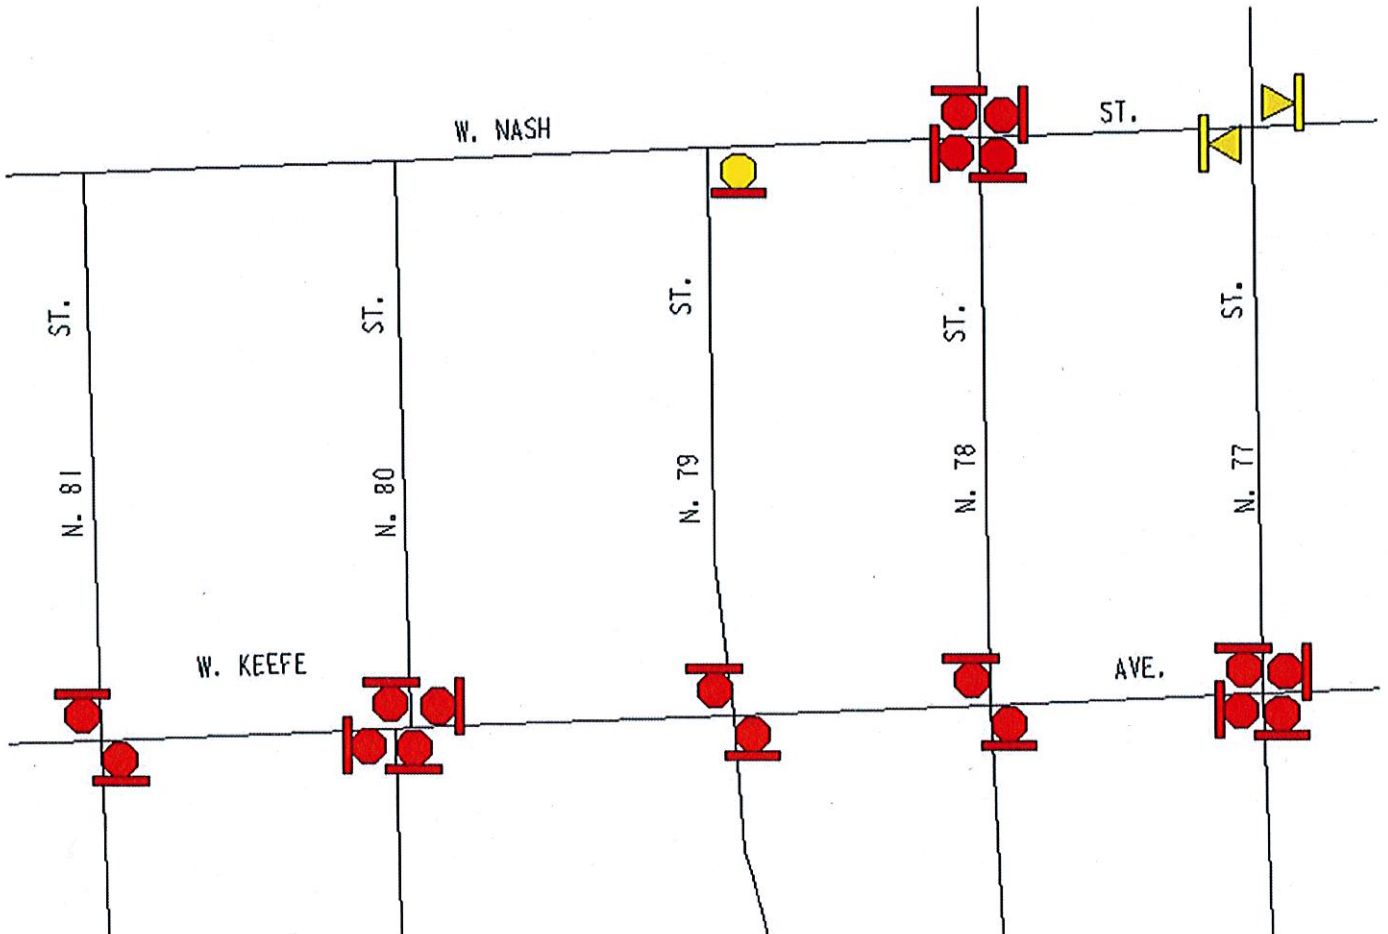 W. NASH ST.
N. 81 ST.
N. 80 ST.
N. 79 ST.
N. 78 ST.
N. 77 ST.
W. KEEFE AVE.